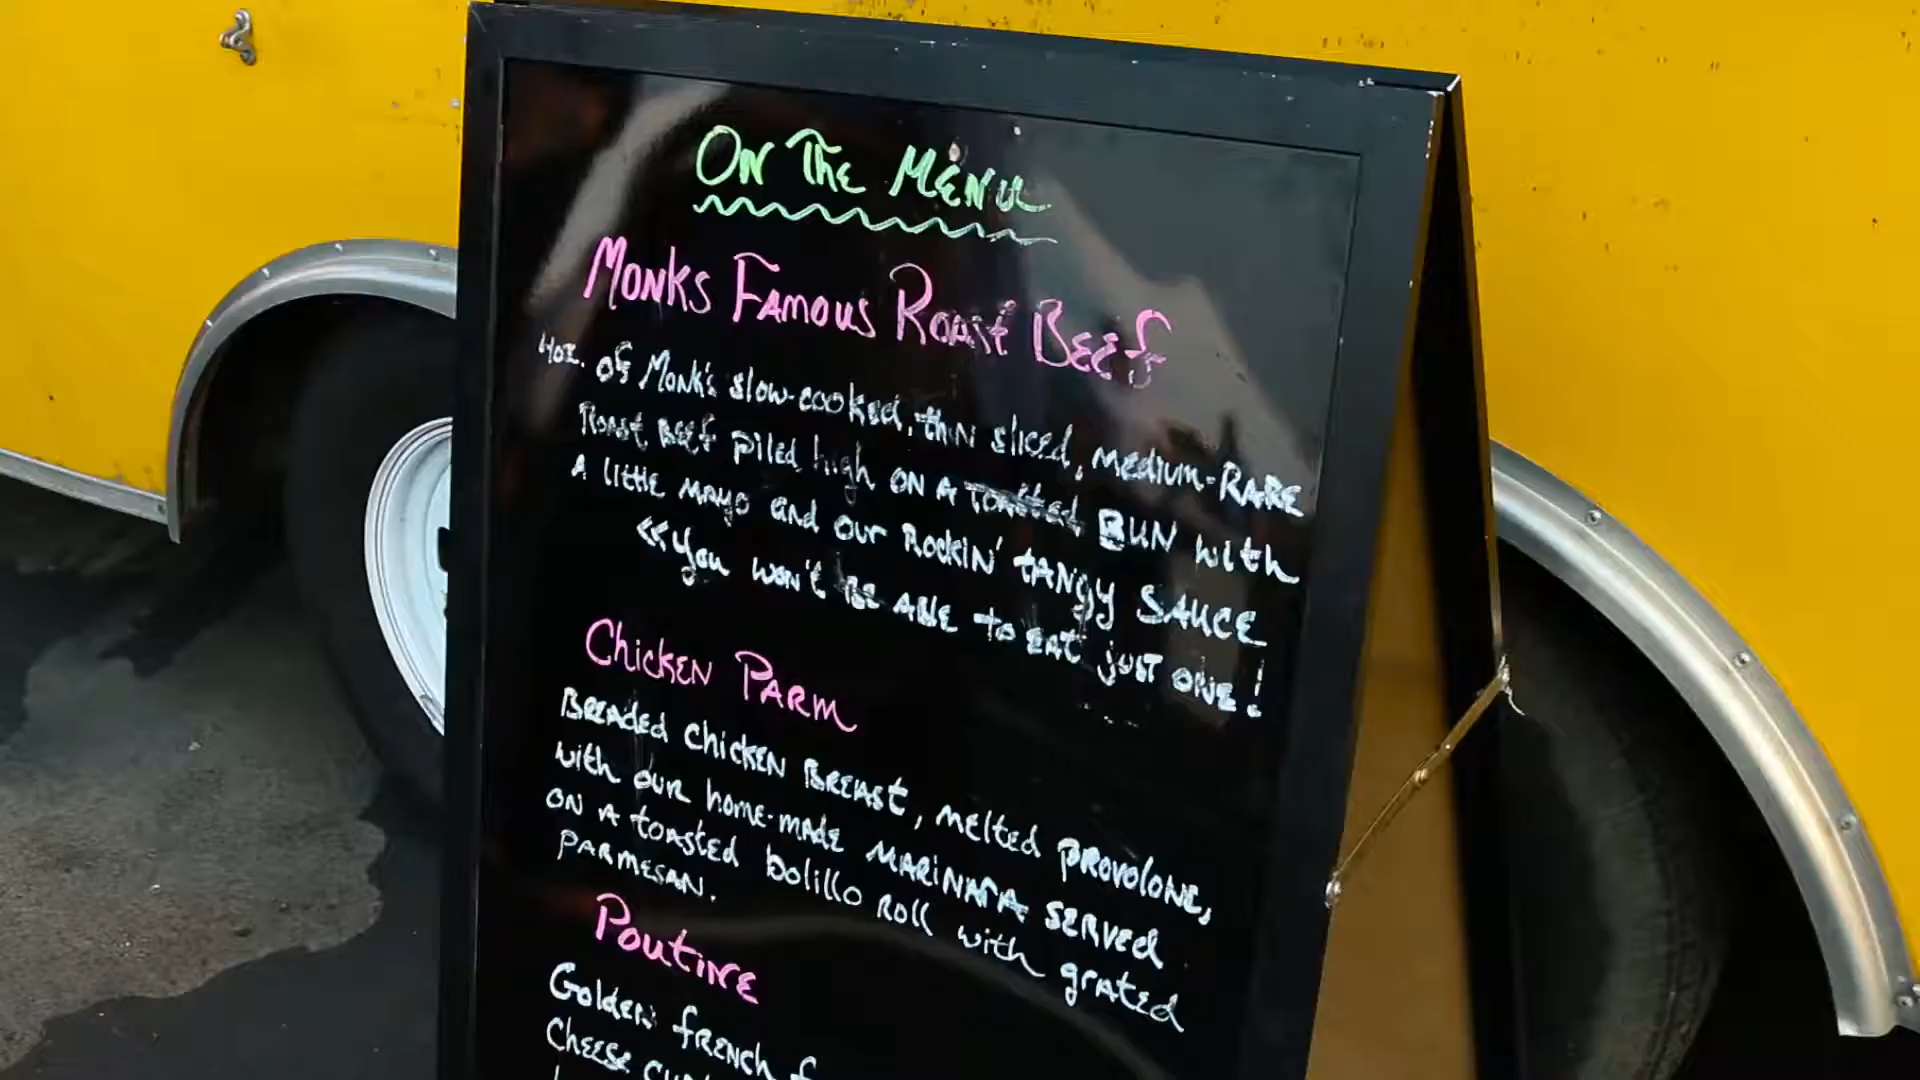 On The Menu
Monks Famous Roast Beef
4oz. of Monk's slow-cooked, thin sliced, medium-Rare
Roast Beef piled high on a toasted Bun with
A little mayo and our Rockin' tangy Sauce
"You won't be able to eat just one!
Chicken Parm
Breaded chicken Breast, melted provolone,
with our home-made marinara served
on a toasted bolillo roll with grated
parmesan.
Poutine
Golden french f
Cheese cur